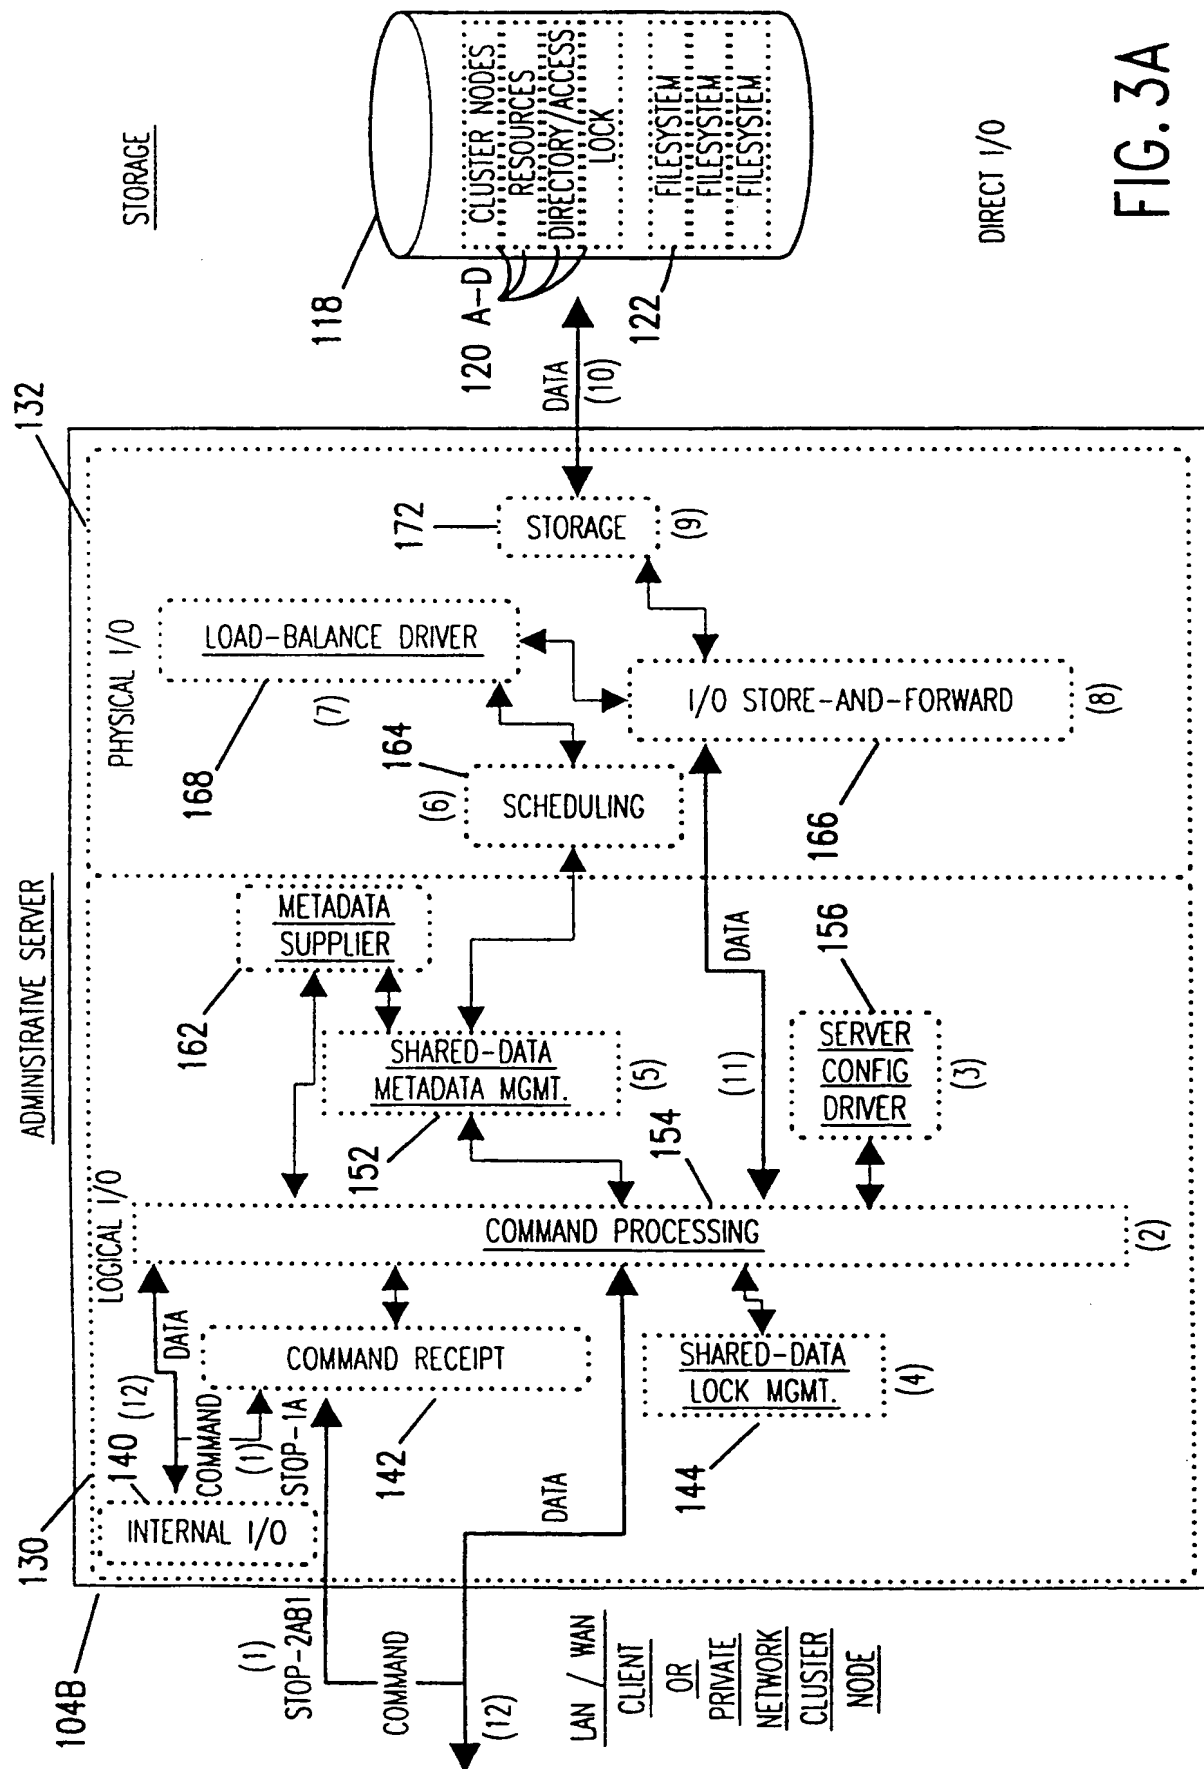 ADMINISTRATIVE SERVER
STORAGE
104B
130
132
LOGICAL I/O
PHYSICAL I/O
140
INTERNAL I/O
(12)
DATA
COMMAND
(1)
STOP-1A
COMMAND RECEIPT
142
(1)
STOP-2AB1
COMMAND
(12)
DATA
LAN / WAN
CLIENT
OR
PRIVATE
NETWORK
CLUSTER
NODE
SHARED-DATA
LOCK MGMT.
(4)
144
COMMAND PROCESSING
(2)
154
162
METADATA
SUPPLIER
SHARED-DATA
METADATA MGMT.
(5)
152
(11)
DATA
SERVER
CONFIG
DRIVER
(3)
156
168
LOAD-BALANCE DRIVER
(7)
164
(6)
SCHEDULING
I/O STORE-AND-FORWARD
(8)
166
172
STORAGE
(9)
DATA
(10)
118
120 A-D
CLUSTER NODES
RESOURCES
DIRECTORY/ACCESS
LOCK
122
FILESYSTEM
FILESYSTEM
FILESYSTEM
DIRECT I/O
FIG. 3A